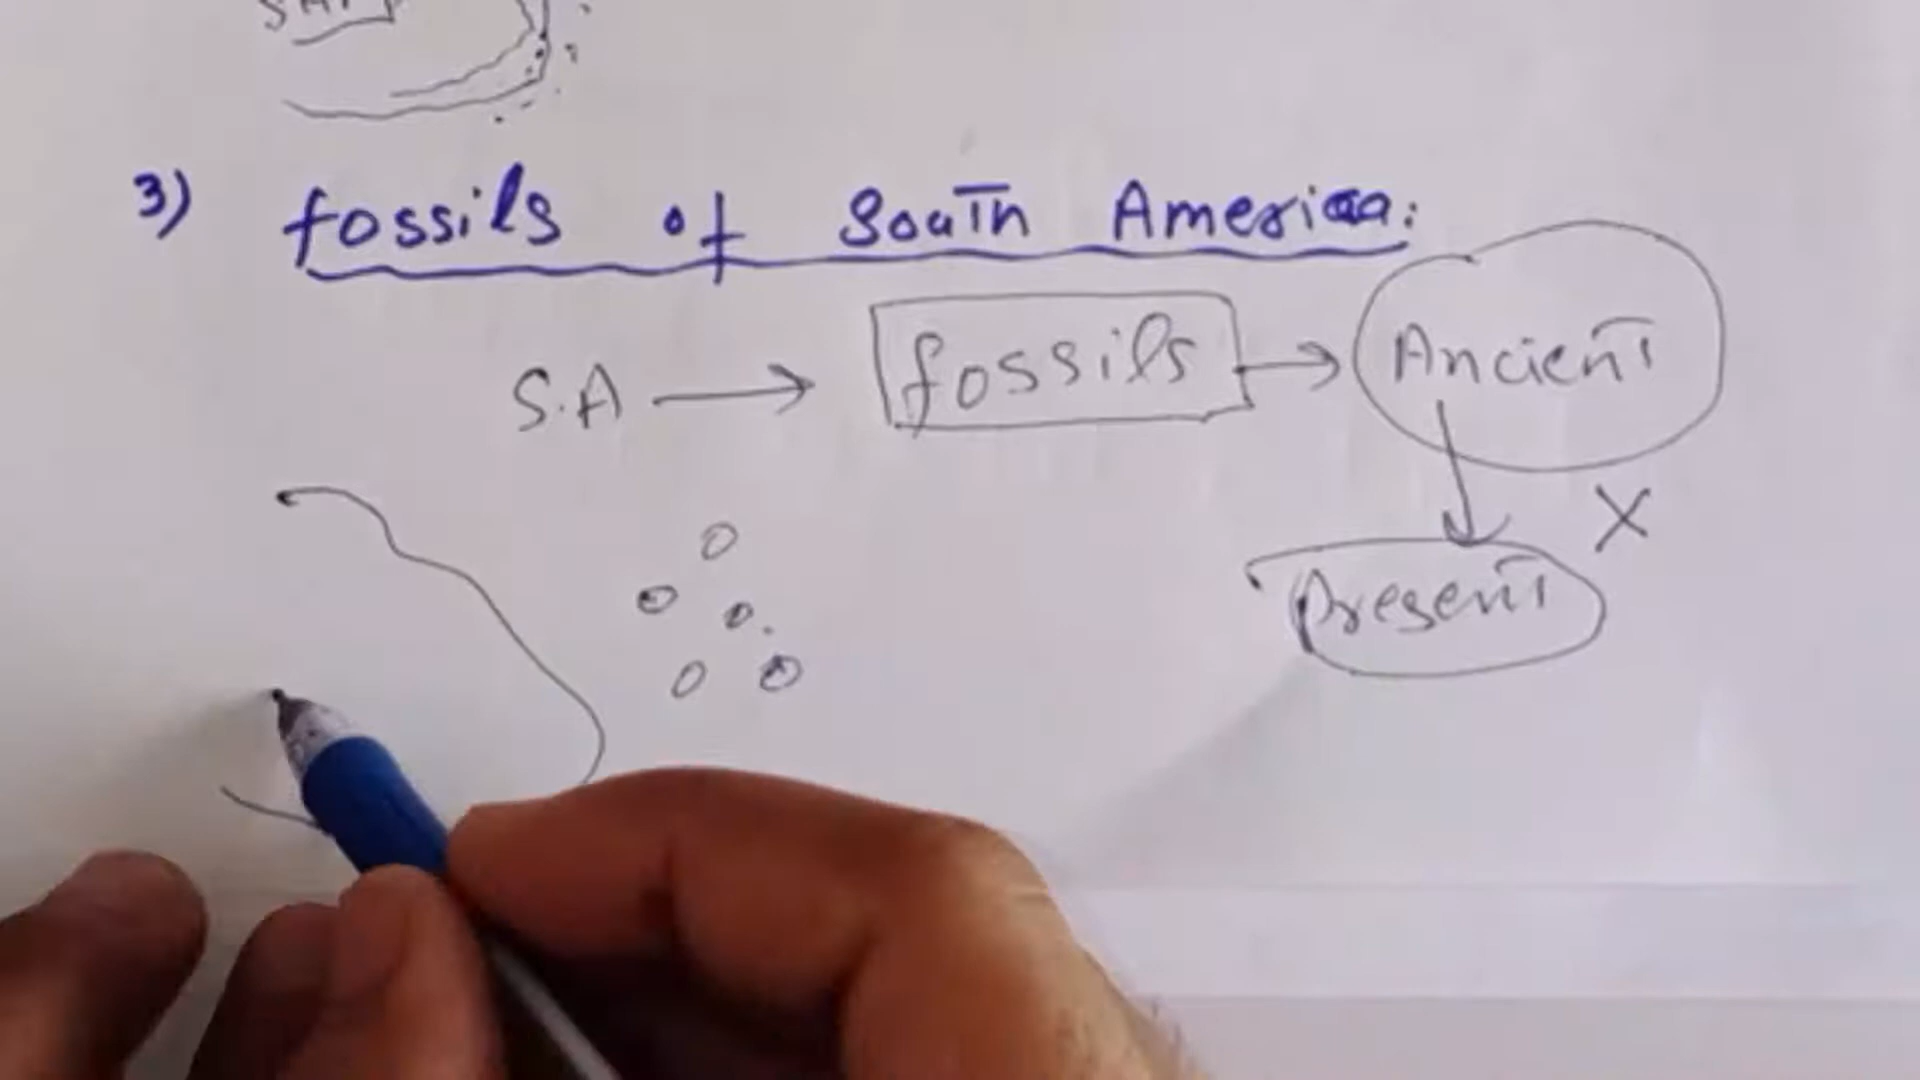 3) fossils of South America:
S.A → fossils → Ancient
X
Present